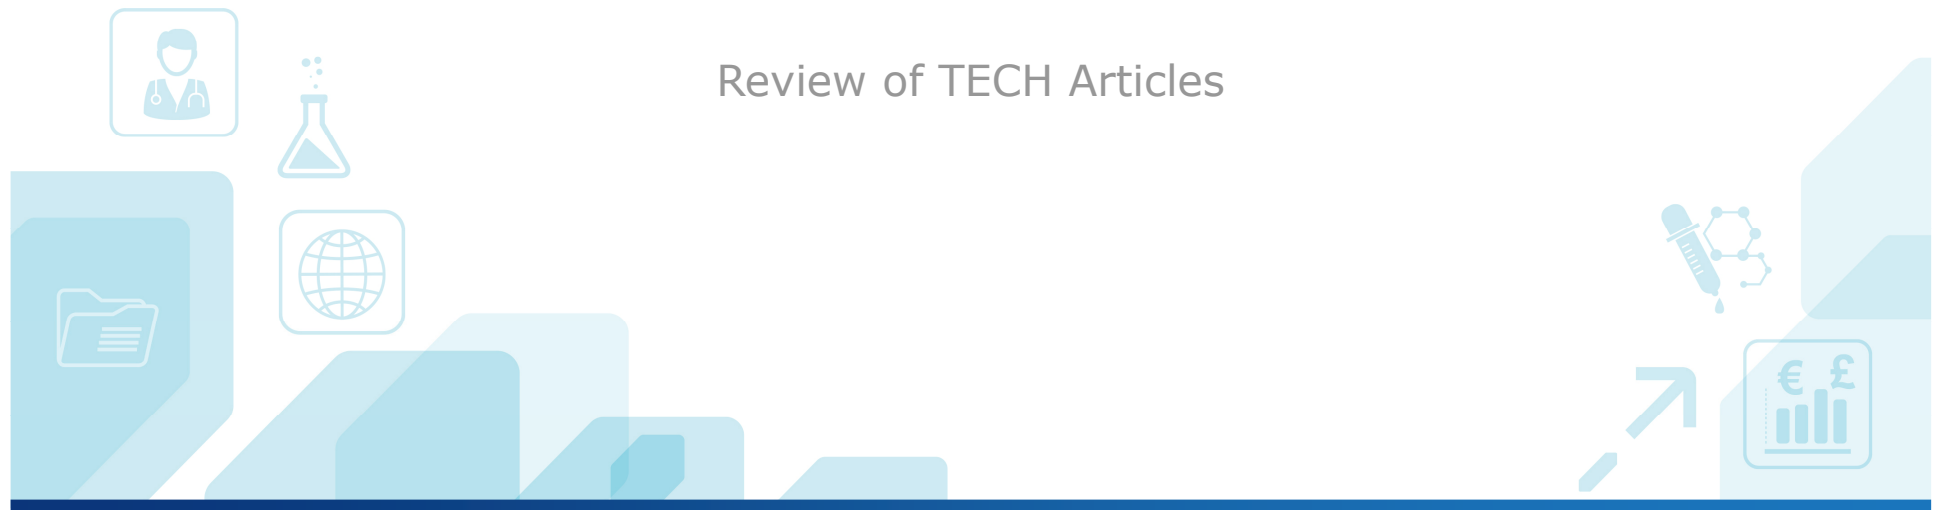 Review of TECH Articles
€ £